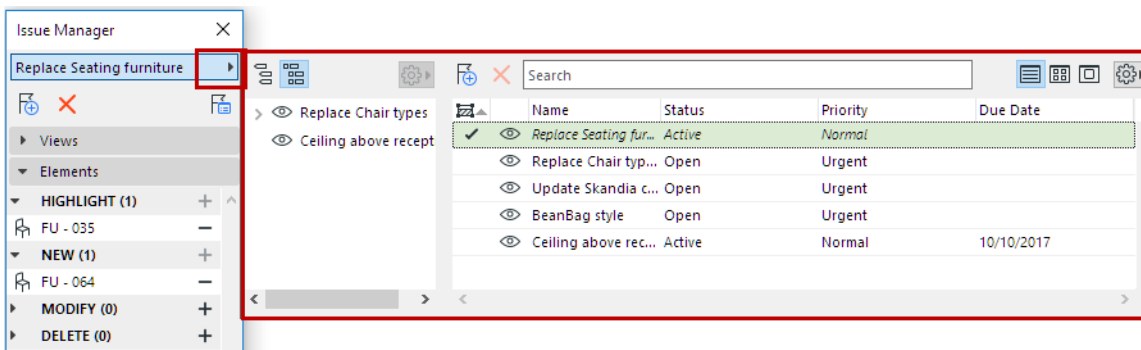 Issue Manager
Replace Seating furniture
Views
Elements
HIGHLIGHT (1)
FU - 035
NEW (1)
FU - 064
MODIFY (0)
DELETE (0)
Replace Chair types
Ceiling above recept
Search
Name Status Priority Due Date
Replace Seating fur... Active Normal
Replace Chair typ... Open Urgent
Update Skandia c... Open Urgent
BeanBag style Open Urgent
Ceiling above rec... Active Normal 10/10/2017